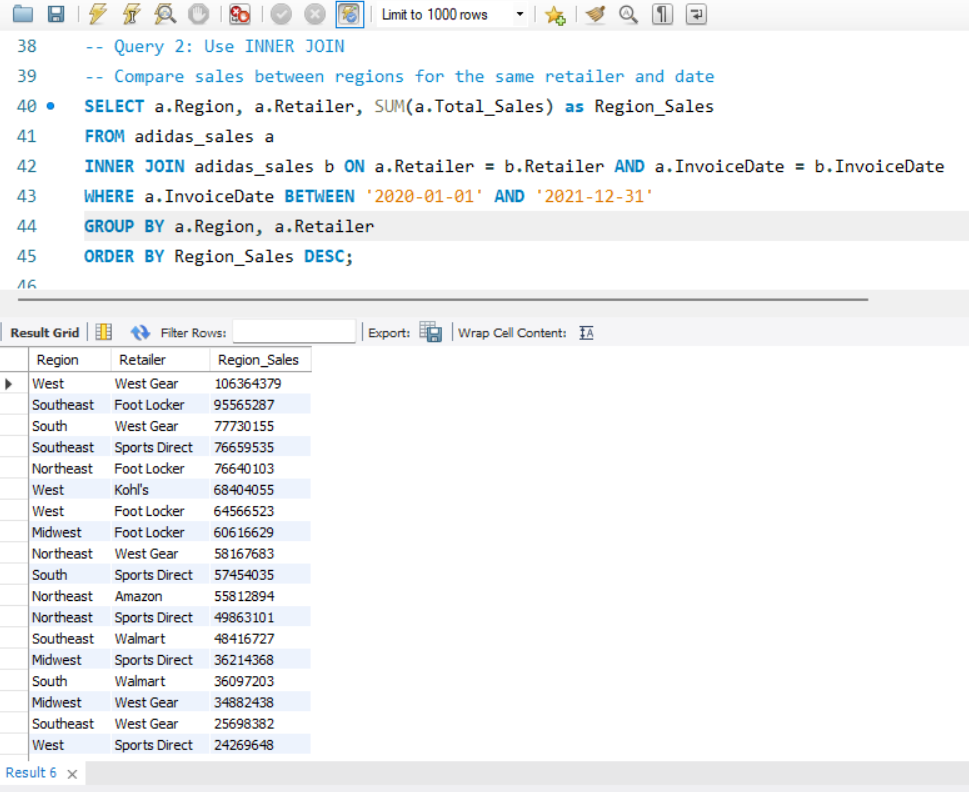 Limit to 1000 rows
38 -- Query 2: Use INNER JOIN
39 -- Compare sales between regions for the same retailer and date
40 SELECT a.Region, a.Retailer, SUM(a.Total_Sales) as Region_Sales
41 FROM adidas_sales a
42 INNER JOIN adidas_sales b ON a.Retailer = b.Retailer AND a.InvoiceDate = b.InvoiceDate
43 WHERE a.InvoiceDate BETWEEN '2020-01-01' AND '2021-12-31'
44 GROUP BY a.Region, a.Retailer
45 ORDER BY Region_Sales DESC;
46
Result Grid Filter Rows: Export: Wrap Cell Content:
Region Retailer Region_Sales
West West Gear 106364379
Southeast Foot Locker 95565287
South West Gear 77730155
Southeast Sports Direct 76659535
Northeast Foot Locker 76640103
West Kohl's 68404055
West Foot Locker 64566523
Midwest Foot Locker 60616629
Northeast West Gear 58167683
South Sports Direct 57454035
Northeast Amazon 55812894
Northeast Sports Direct 49863101
Southeast Walmart 48416727
Midwest Sports Direct 36214368
South Walmart 36097203
Midwest West Gear 34882438
Southeast West Gear 25698382
West Sports Direct 24269648
Result 6